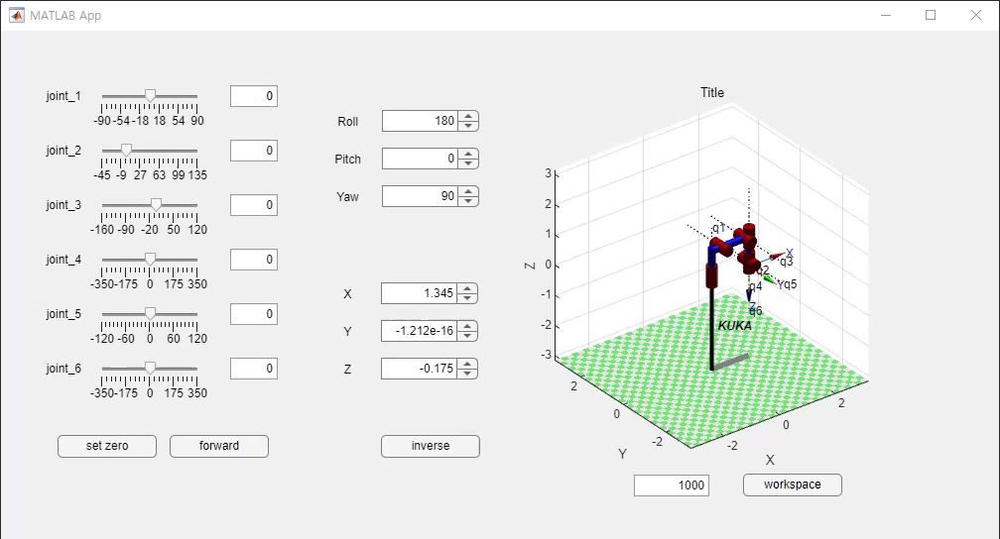 MATLAB App
joint_1
0
-90 -54 -18 18 54 90
joint_2
0
-45 -9 27 63 99 135
joint_3
0
-160 -90 -20 50 120
joint_4
0
-350 -175 0 175 350
joint_5
0
-120 -60 0 60 120
joint_6
0
-350 -175 0 175 350
set zero
forward
Roll
180
Pitch
0
Yaw
90
X
1.345
Y
-1.212e-16
Z
-0.175
inverse
Title
3
2
1
0
-1
-2
-3
Z
q1
X
q3
q2
q4
Y
q5
Z
q6
KUKA
2
0
-2
Y
-2
0
2
X
1000
workspace